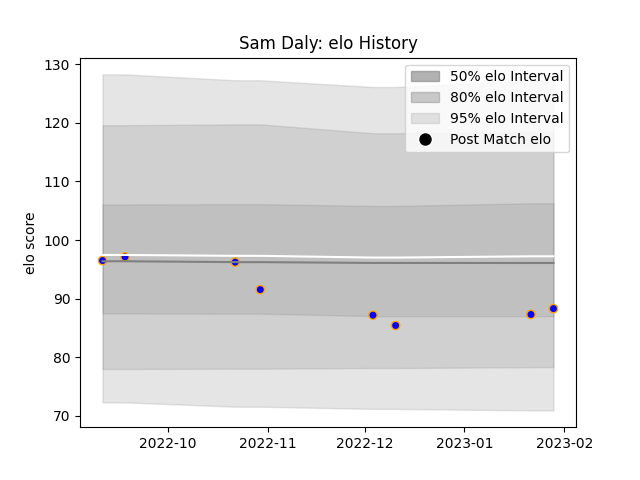 Sam Daly: elo History
130
120
110
100
90
80
70
elo score
50% elo Interval
80% elo Interval
95% elo Interval
Post Match elo
2022-10
2022-11
2022-12
2023-01
2023-02